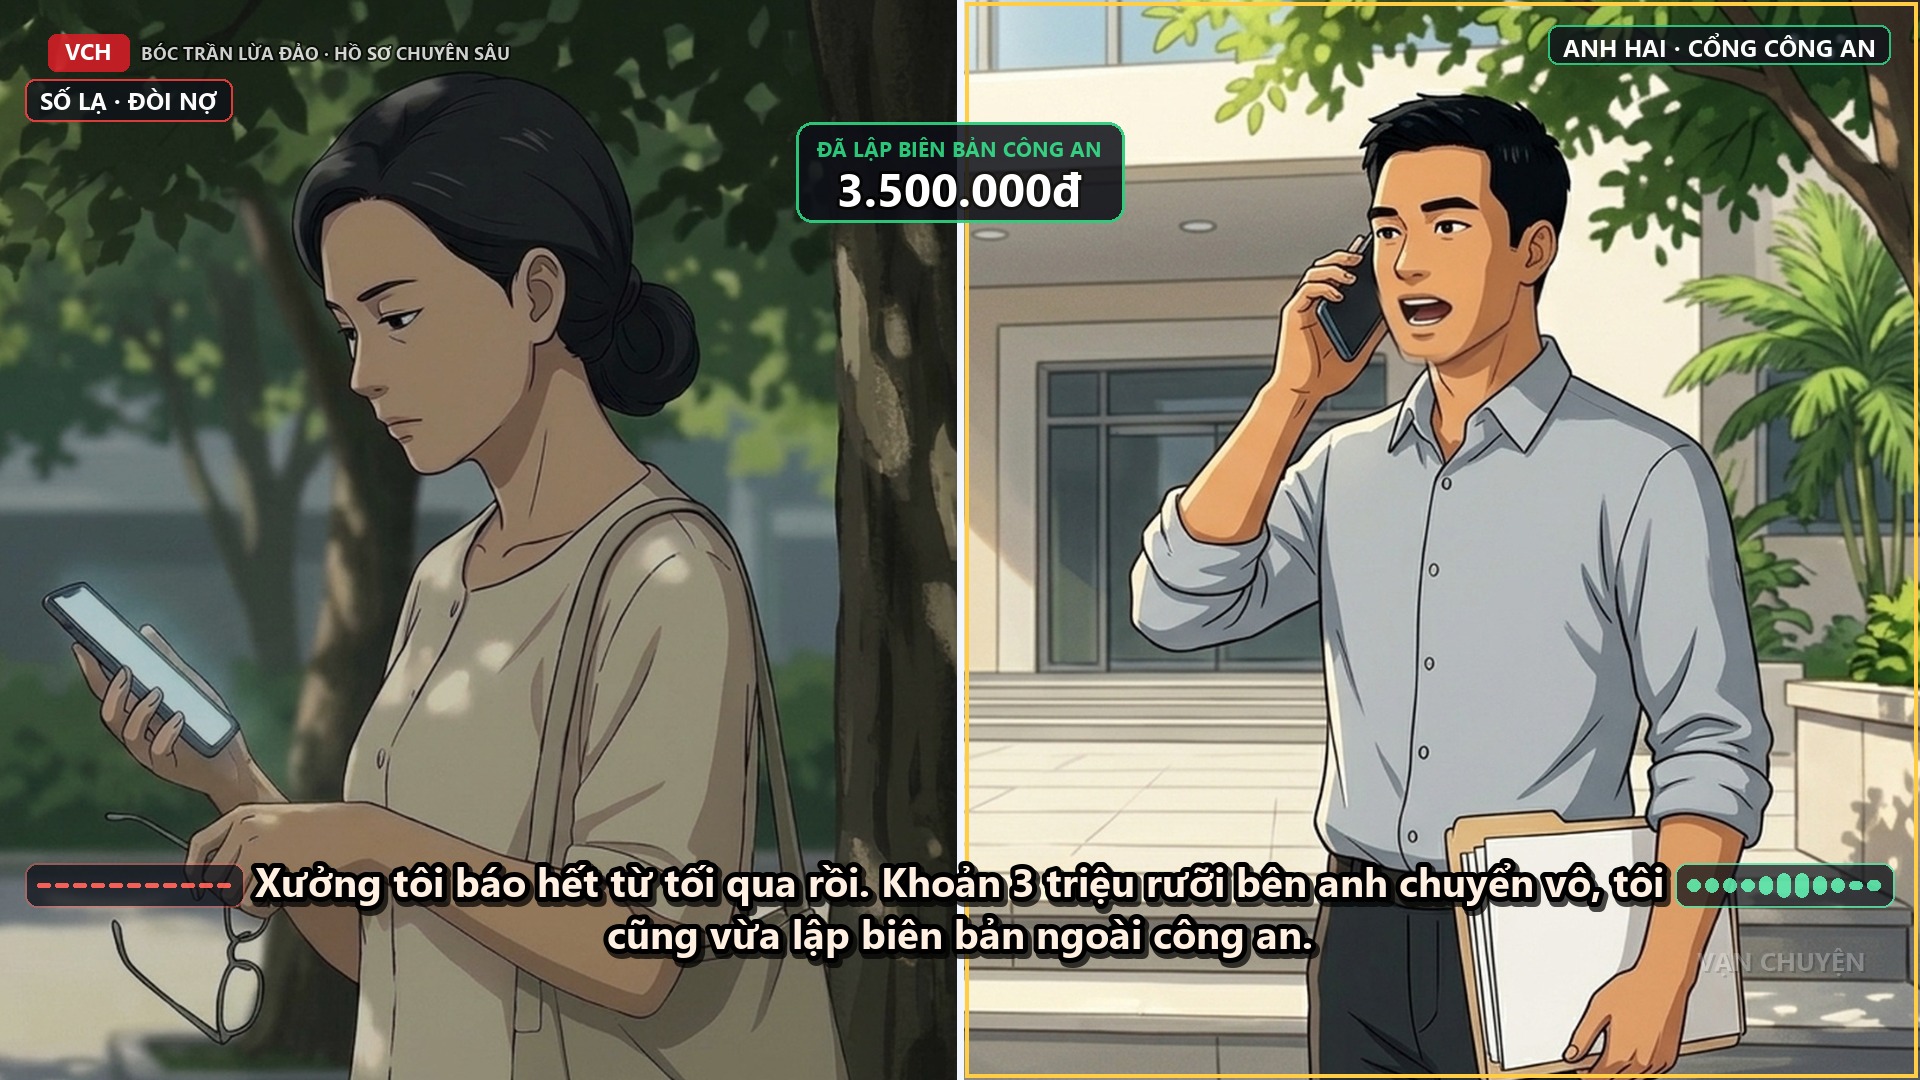 VCH BÓC TRẦN LỪA ĐẢO · HỒ SƠ CHUYÊN SÂU
SỐ LẠ · ĐÒI NỢ
ANH HAI · CỔNG CÔNG AN
ĐÃ LẬP BIÊN BẢN CÔNG AN
3.500.000đ
Xưởng tôi báo hết từ tối qua rồi. Khoản 3 triệu rưỡi bên anh chuyển vô, tôi
cũng vừa lập biên bản ngoài công an.
VẠN CHUYỆN